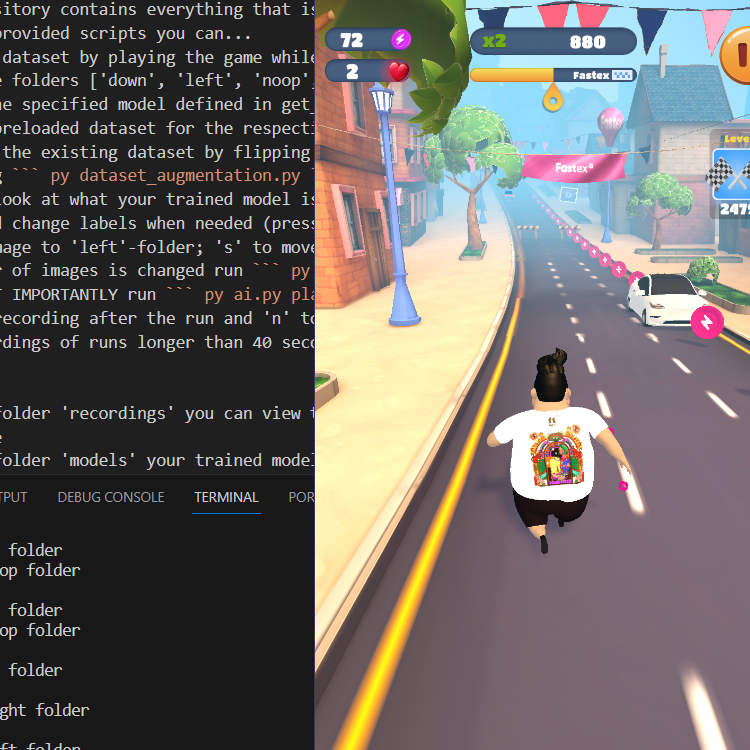 sitory contains everything that is
provided scripts you can...
dataset by playing the game while
e folders ['down', 'left', 'noop'
he specified model defined in get_
preloaded dataset for the respecti
the existing dataset by flipping
g ``` py dataset_augmentation.py `
look at what your trained model is
d change labels when needed (press
mage to 'left'-folder; 's' to move
r of images is changed run ``` py
T IMPORTANTLY run ``` py ai.py pla
recording after the run and 'n' to
rdings of runs longer than 40 seco
folder 'recordings' you can view t
e
folder 'models' your trained model
TPUT DEBUG CONSOLE TERMINAL POR
folder
op folder
folder
op folder
folder
ght folder
ft folder
72
x2 880
2
Fastex
Fastex
Leve
2479